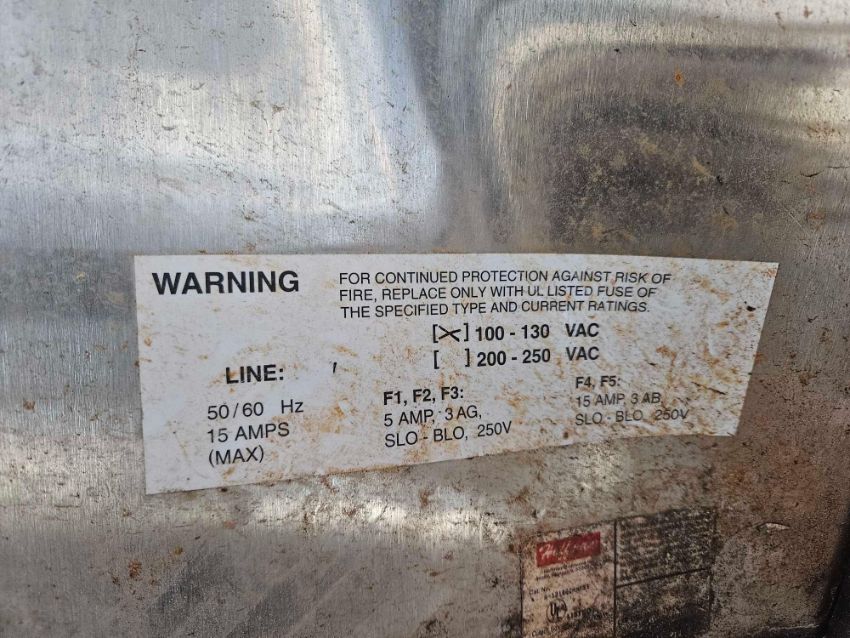 WARNING
FOR CONTINUED PROTECTION AGAINST RISK OF
FIRE, REPLACE ONLY WITH UL LISTED FUSE OF
THE SPECIFIED TYPE AND CURRENT RATINGS.
[X] 100 - 130 VAC
[ ] 200 - 250 VAC
LINE:
50 / 60 Hz
15 AMPS
(MAX)
F1, F2, F3:
5 AMP, 3 AG,
SLO - BLO, 250V
F4, F5:
15 AMP, 3 AB,
SLO - BLO, 250V